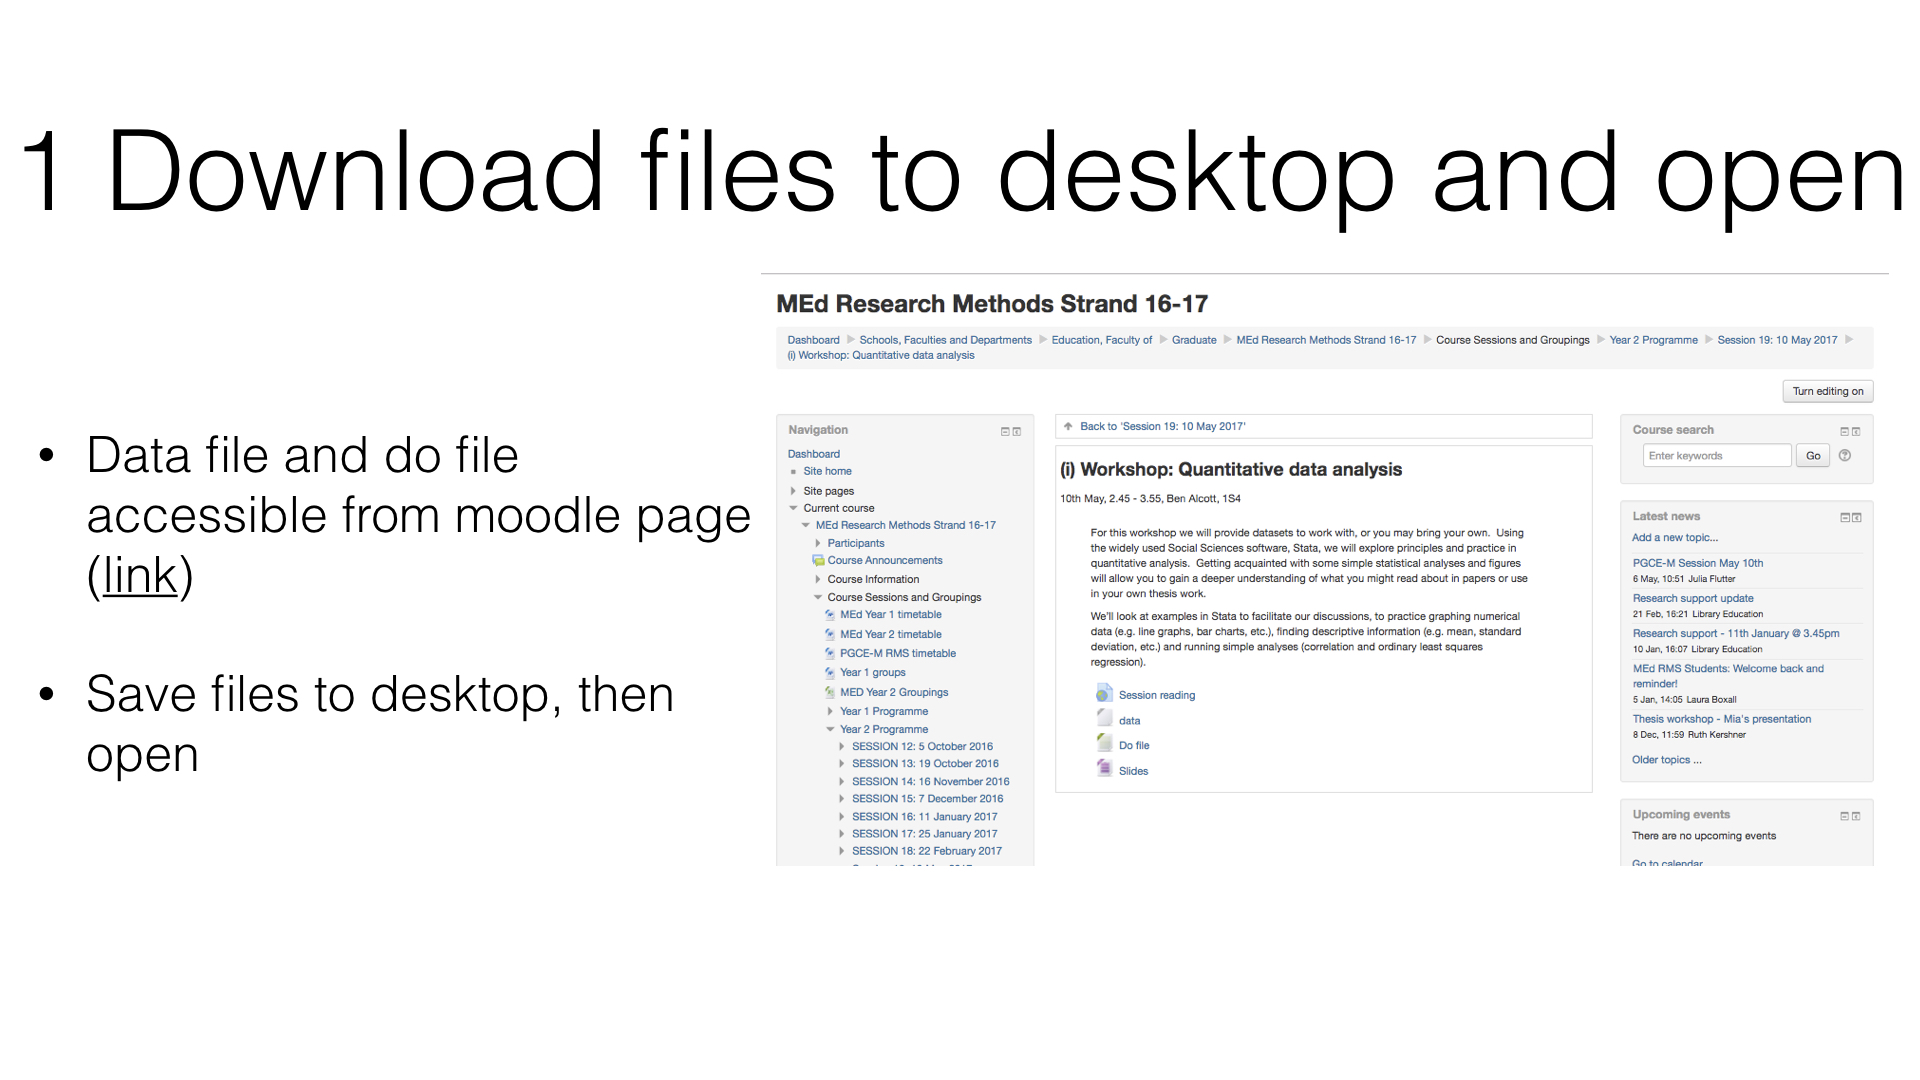 1 Download files to desktop and open
• Data file and do file
accessible from moodle page
(link)
• Save files to desktop, then
open
MEd Research Methods Strand 16-17
Dashboard Schools, Faculties and Departments Education, Faculty of Graduate MEd Research Methods Strand 16-17 Course Sessions and Groupings Year 2 Programme Session 19: 10 May 2017
(i) Workshop: Quantitative data analysis
Turn editing on
Navigation
Dashboard
Site home
Site pages
Current course
MEd Research Methods Strand 16-17
Participants
Course Announcements
Course Information
Course Sessions and Groupings
MEd Year 1 timetable
MEd Year 2 timetable
PGCE-M RMS timetable
Year 1 groups
MED Year 2 Groupings
Year 1 Programme
Year 2 Programme
SESSION 12: 5 October 2016
SESSION 13: 19 October 2016
SESSION 14: 16 November 2016
SESSION 15: 7 December 2016
SESSION 16: 11 January 2017
SESSION 17: 25 January 2017
SESSION 18: 22 February 2017
Back to 'Session 19: 10 May 2017'
(i) Workshop: Quantitative data analysis
10th May, 2.45 - 3.55, Ben Alcott, 1S4
For this workshop we will provide datasets to work with, or you may bring your own. Using
the widely used Social Sciences software, Stata, we will explore principles and practice in
quantitative analysis. Getting acquainted with some simple statistical analyses and figures
will allow you to gain a deeper understanding of what you might read about in papers or use
in your own thesis work.
We'll look at examples in Stata to facilitate our discussions, to practice graphing numerical
data (e.g. line graphs, bar charts, etc.), finding descriptive information (e.g. mean, standard
deviation, etc.) and running simple analyses (correlation and ordinary least squares
regression).
Session reading
data
Do file
Slides
Course search
Enter keywords Go
Latest news
Add a new topic...
PGCE-M Session May 10th
6 May, 10:51 Julia Flutter
Research support update
21 Feb, 16:21 Library Education
Research support - 11th January @ 3.45pm
10 Jan, 16:07 Library Education
MEd RMS Students: Welcome back and
reminder!
5 Jan, 14:05 Laura Boxall
Thesis workshop - Mia's presentation
8 Dec, 11:59 Ruth Kershner
Older topics ...
Upcoming events
There are no upcoming events
Go to calendar